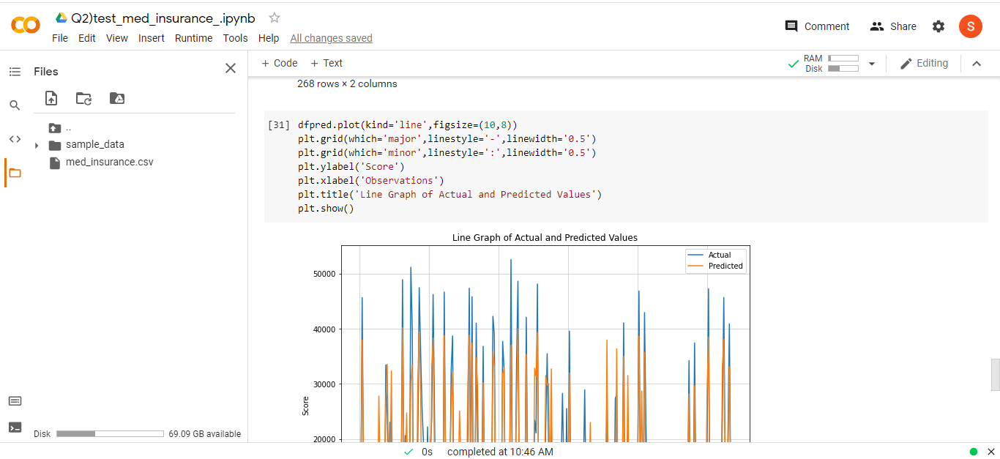 Q2)test_med_insurance_.ipynb
File Edit View Insert Runtime Tools Help All changes saved
Comment Share S
Files
+ Code + Text
RAM
Disk
Editing
..
sample_data
med_insurance.csv
Disk 69.09 GB available
268 rows × 2 columns
[31] dfpred.plot(kind='line',figsize=(10,8))
plt.grid(which='major',linestyle='-',linewidth='0.5')
plt.grid(which='minor',linestyle=':',linewidth='0.5')
plt.ylabel('Score')
plt.xlabel('Observations')
plt.title('Line Graph of Actual and Predicted Values')
plt.show()
Line Graph of Actual and Predicted Values
Actual
Predicted
50000
40000
30000
20000
Score
0s completed at 10:46 AM